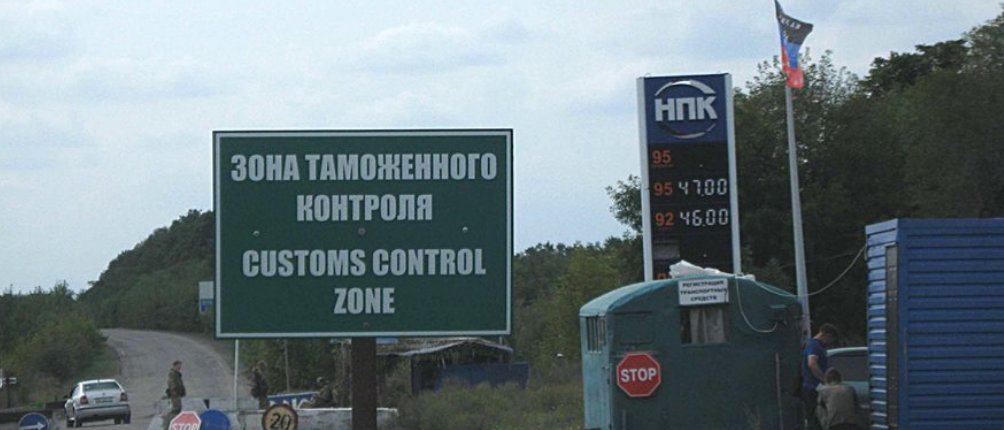 ЗОНА ТАМОЖЕННОГО
КОНТРОЛЯ
CUSTOMS CONTROL
ZONE
НПК
95
95 47.00
92 46.00
РЕГИСТРАЦИЯ
ТРАНСПОРТНЫХ
СРЕДСТВ
STOP
STOP
20